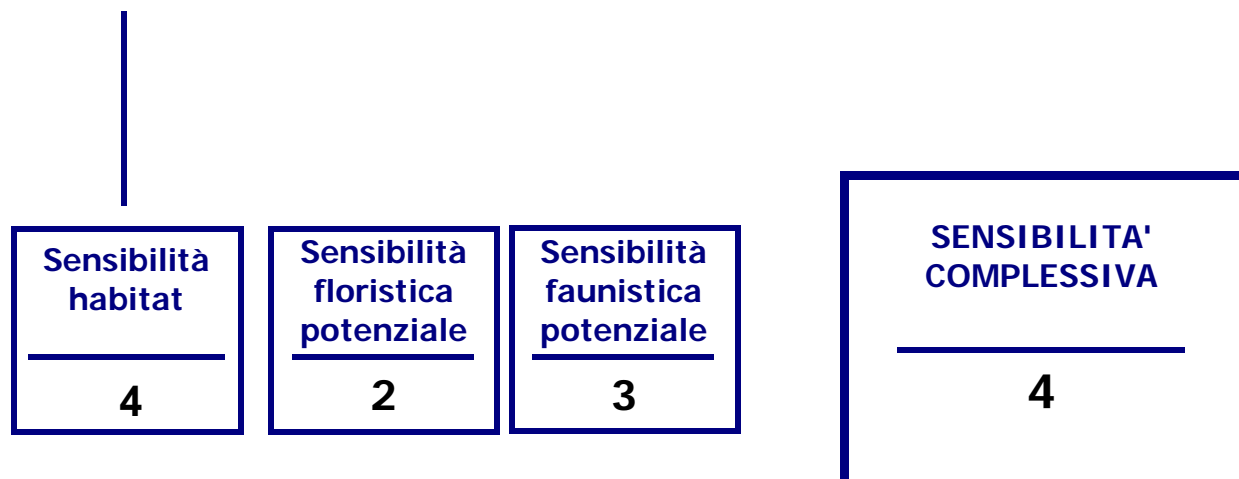 Sensibilità
habitat
4
Sensibilità
floristica
potenziale
2
Sensibilità
faunistica
potenziale
3
SENSIBILITA'
COMPLESSIVA
4